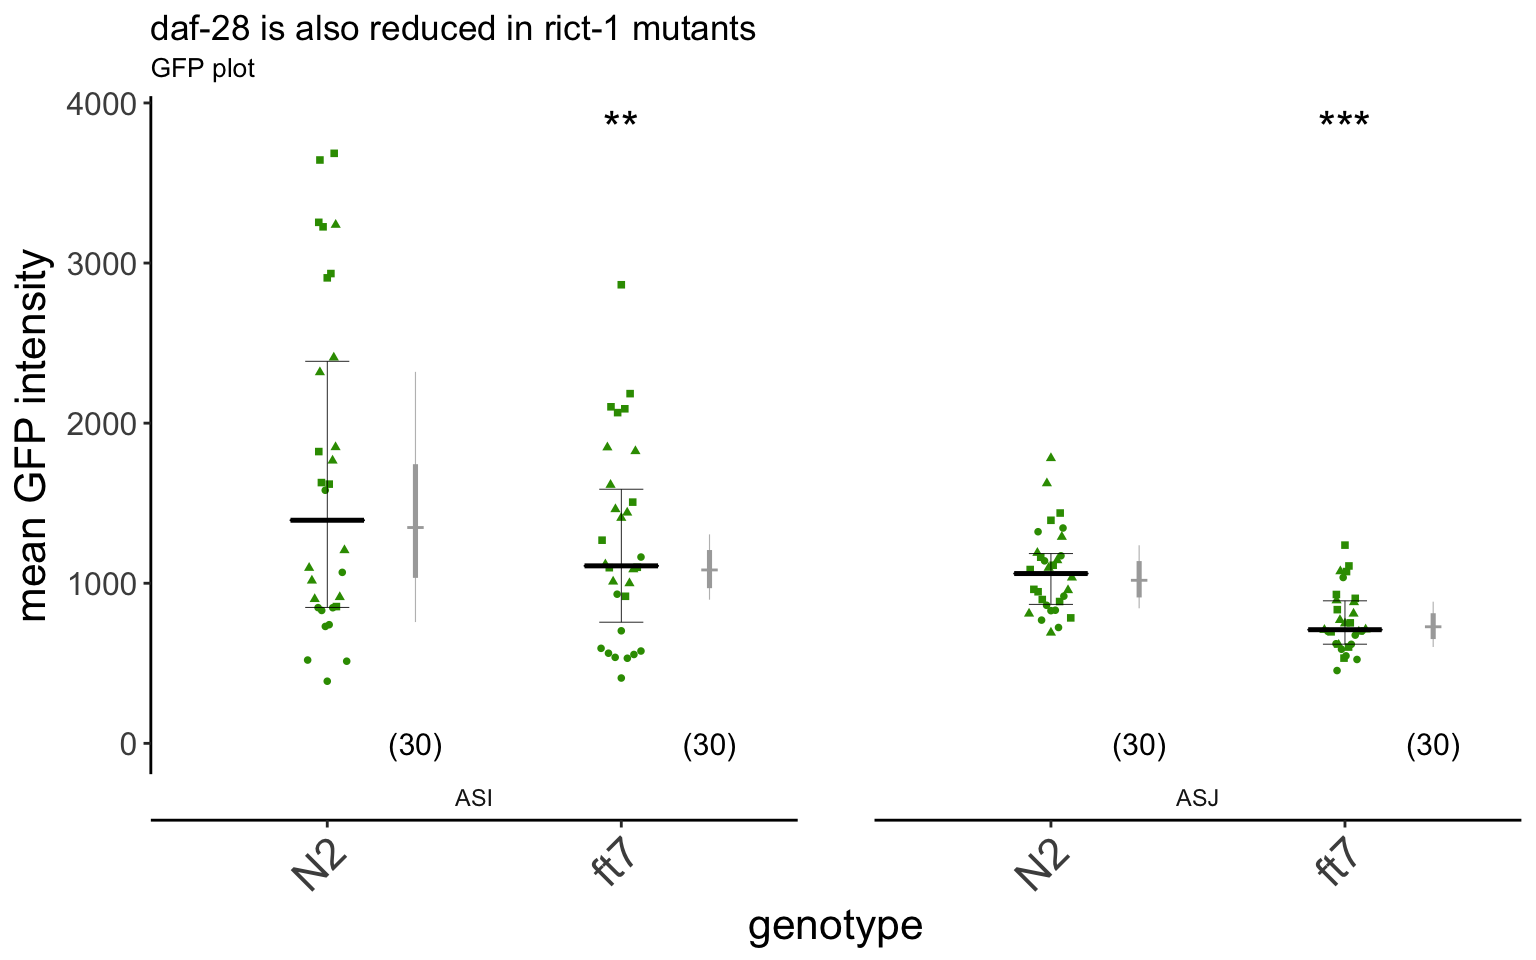 daf-28 is also reduced in rict-1 mutants
GFP plot
mean GFP intensity
4000
3000
2000
1000
0
** ***
(30) (30) (30) (30)
ASI ASJ
N2 ft7 N2 ft7
genotype